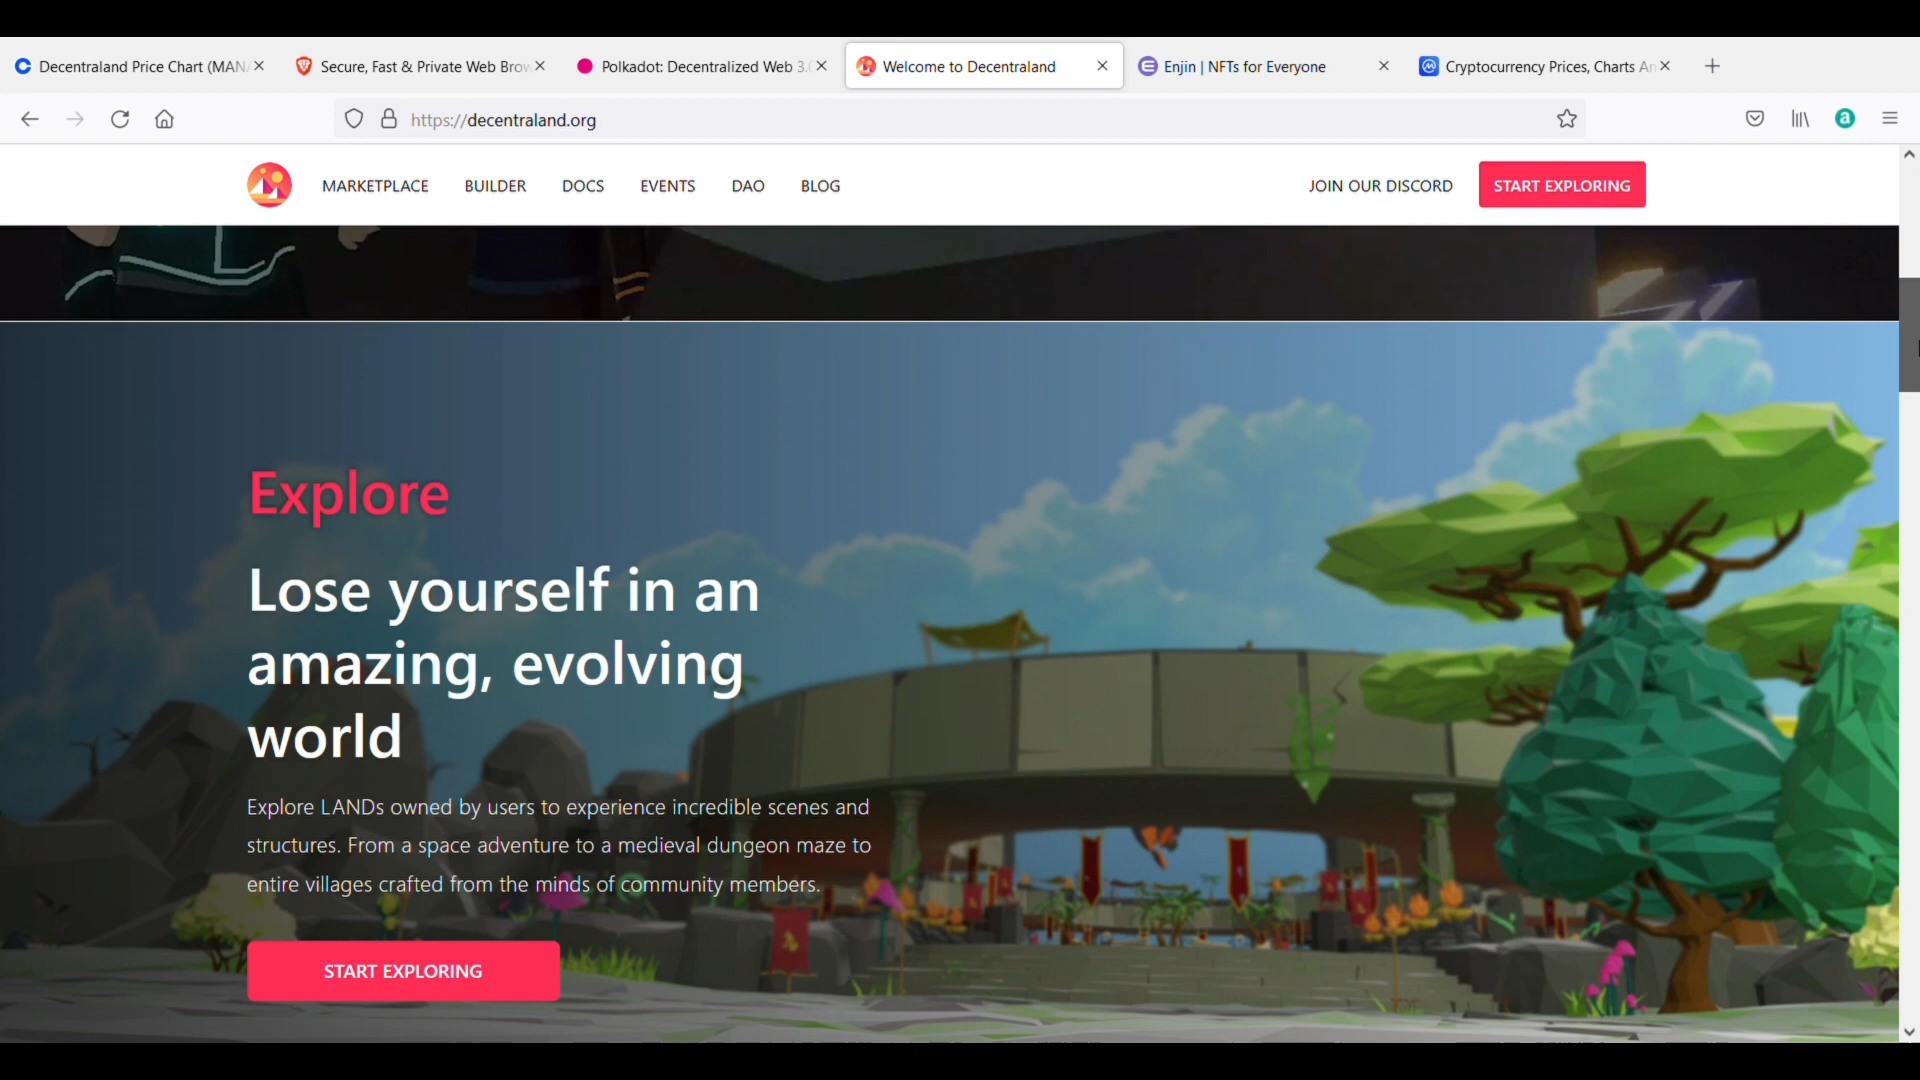 Decentraland Price Chart (MANA
Secure, Fast & Private Web Brow
Polkadot: Decentralized Web 3.0
Welcome to Decentraland
Enjin | NFTs for Everyone
Cryptocurrency Prices, Charts An
https://decentraland.org
MARKETPLACE
BUILDER
DOCS
EVENTS
DAO
BLOG
JOIN OUR DISCORD
START EXPLORING
Explore
Lose yourself in an
amazing, evolving
world
Explore LANDs owned by users to experience incredible scenes and
structures. From a space adventure to a medieval dungeon maze to
entire villages crafted from the minds of community members.
START EXPLORING